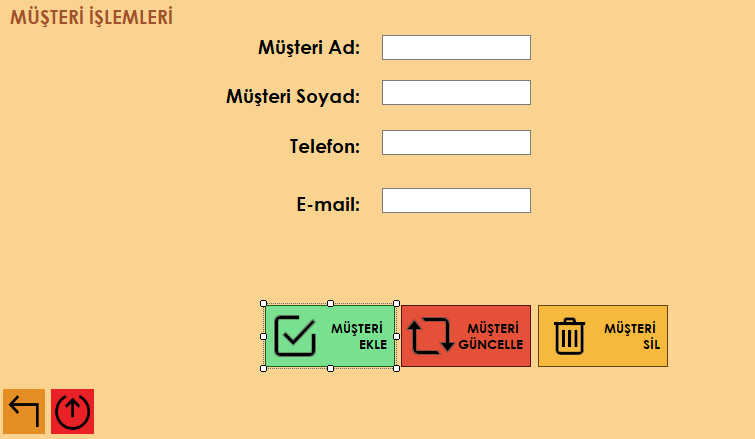 MÜŞTERİ İŞLEMLERİ
Müşteri Ad:
Müşteri Soyad:
Telefon:
E-mail:
MÜŞTERİ
EKLE
MÜŞTERİ
GÜNCELLE
MÜŞTERİ
SİL